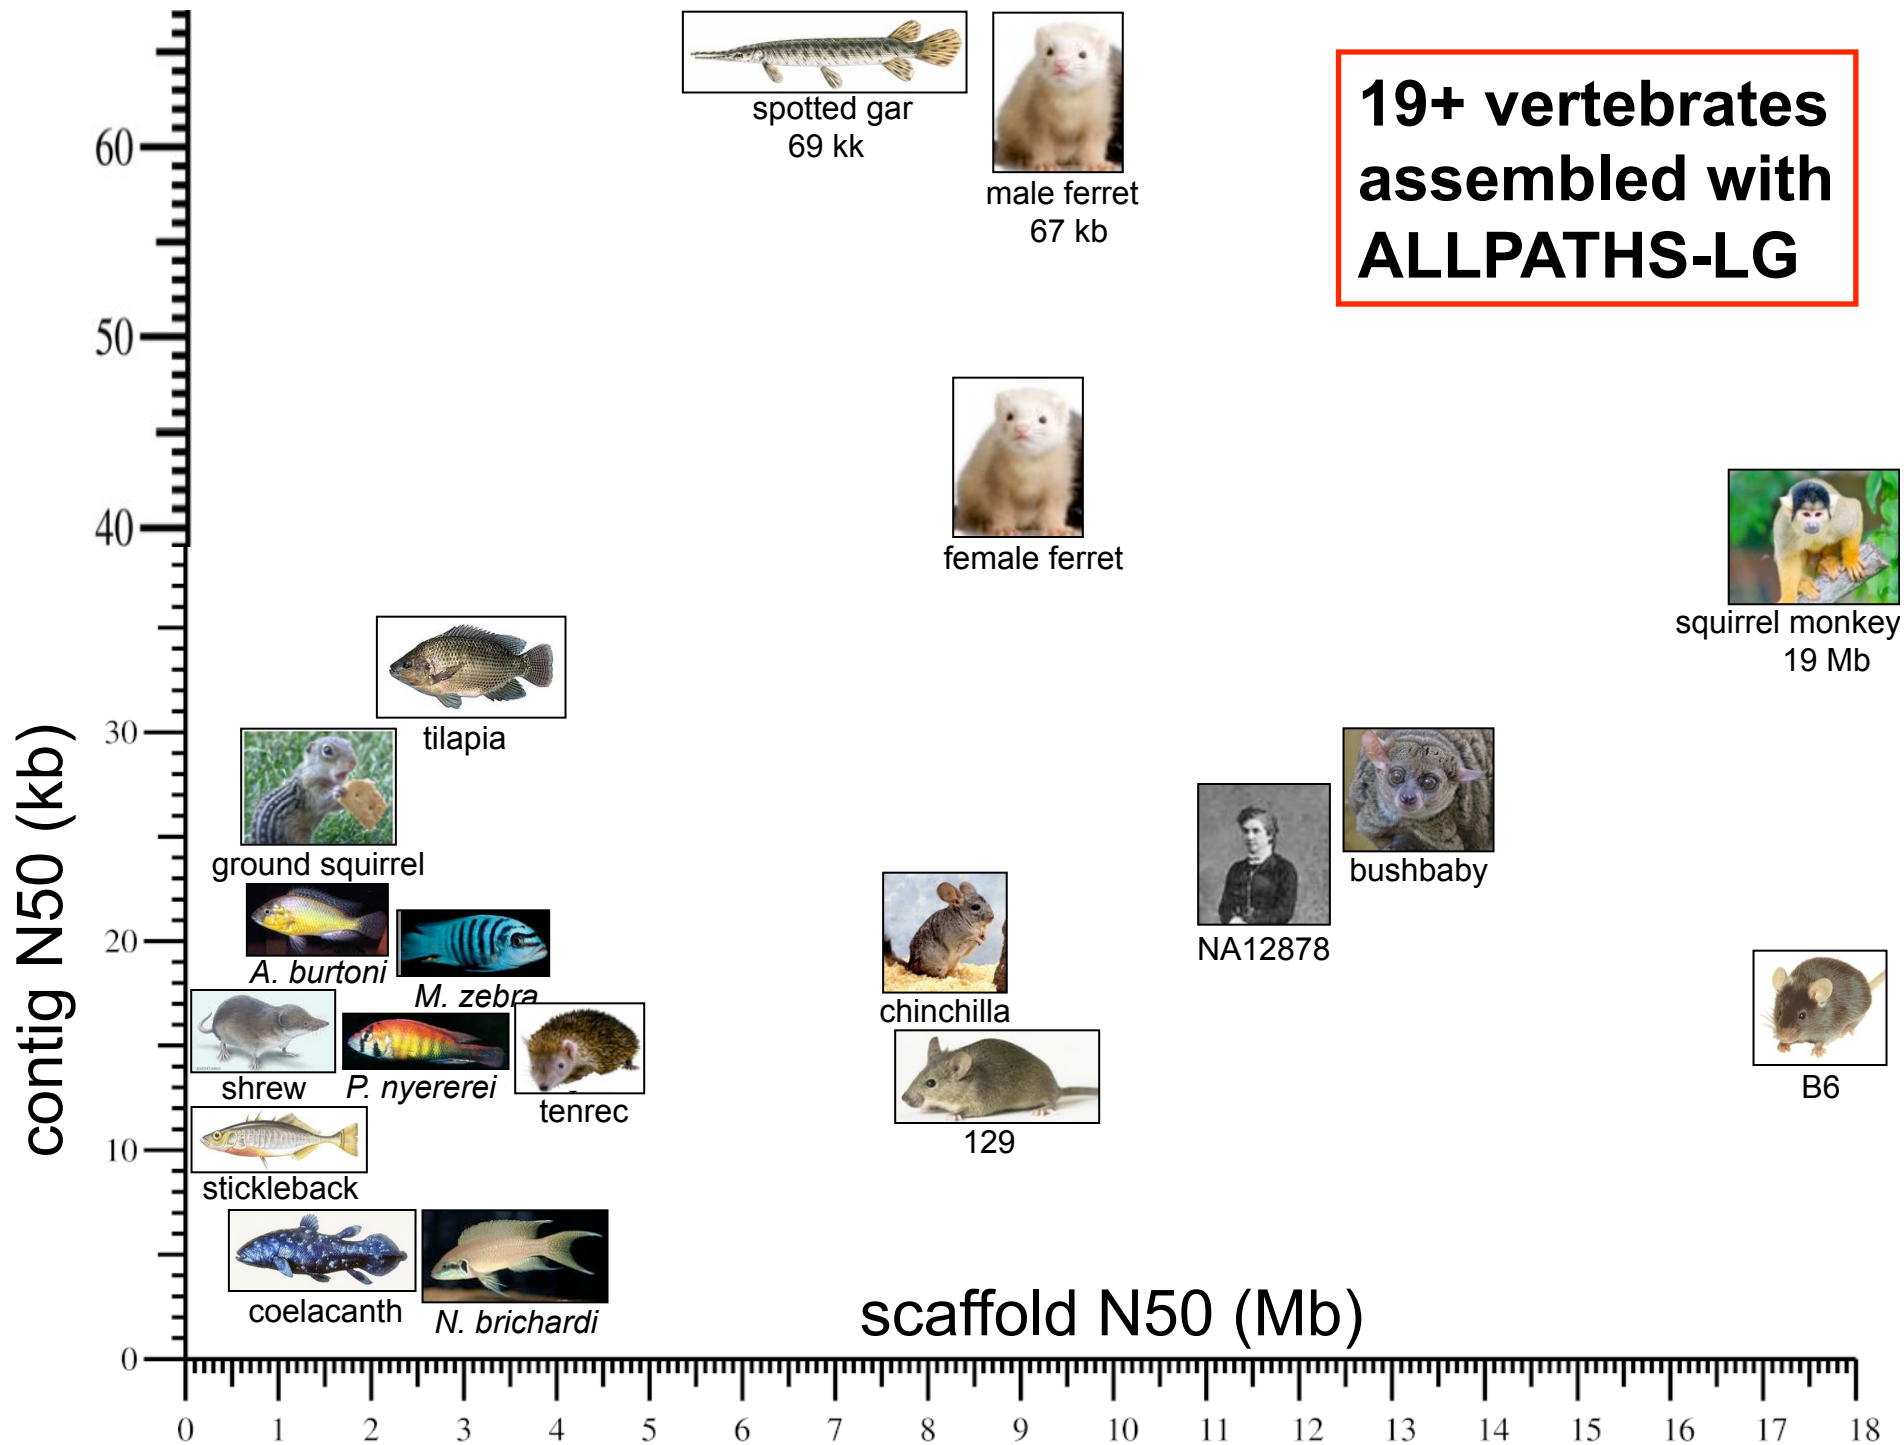 19+ vertebrates
assembled with
ALLPATHS-LG
spotted gar
69 kk
male ferret
67 kb
female ferret
squirrel monkey
19 Mb
tilapia
ground squirrel
bushbaby
NA12878
A. burtoni
M. zebra
chinchilla
shrew
P. nyererei
tenrec
B6
129
stickleback
coelacanth
N. brichardi
contig N50 (kb)
60
50
40
30
20
10
0
scaffold N50 (Mb)
0 1 2 3 4 5 6 7 8 9 10 11 12 13 14 15 16 17 18